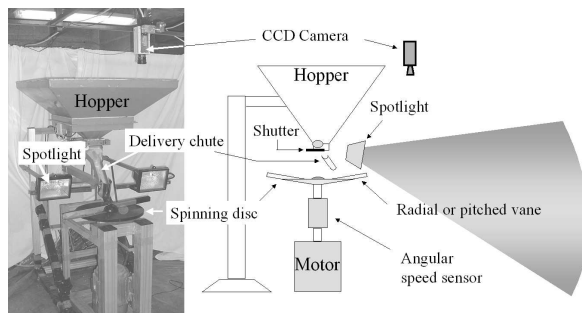 CCD Camera
Hopper
Hopper
Spotlight
Shutter
Delivery chute
Spotlight
Spinning disc
Radial or pitched vane
Motor
Angular
speed sensor